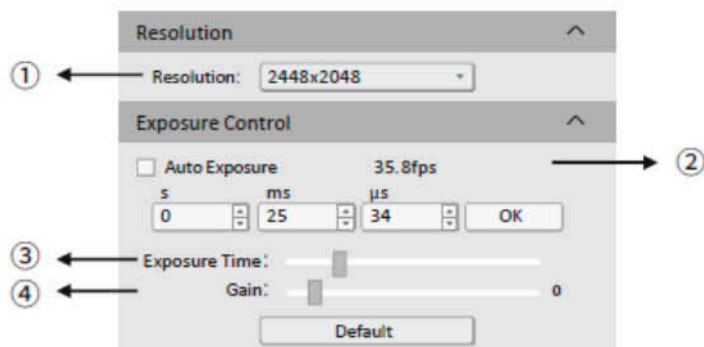 Resolution
① Resolution: 2448x2048
Exposure Control
Auto Exposure 35.8fps ②
s ms μs
0 25 34 OK
③ Exposure Time:
④ Gain: 0
Default